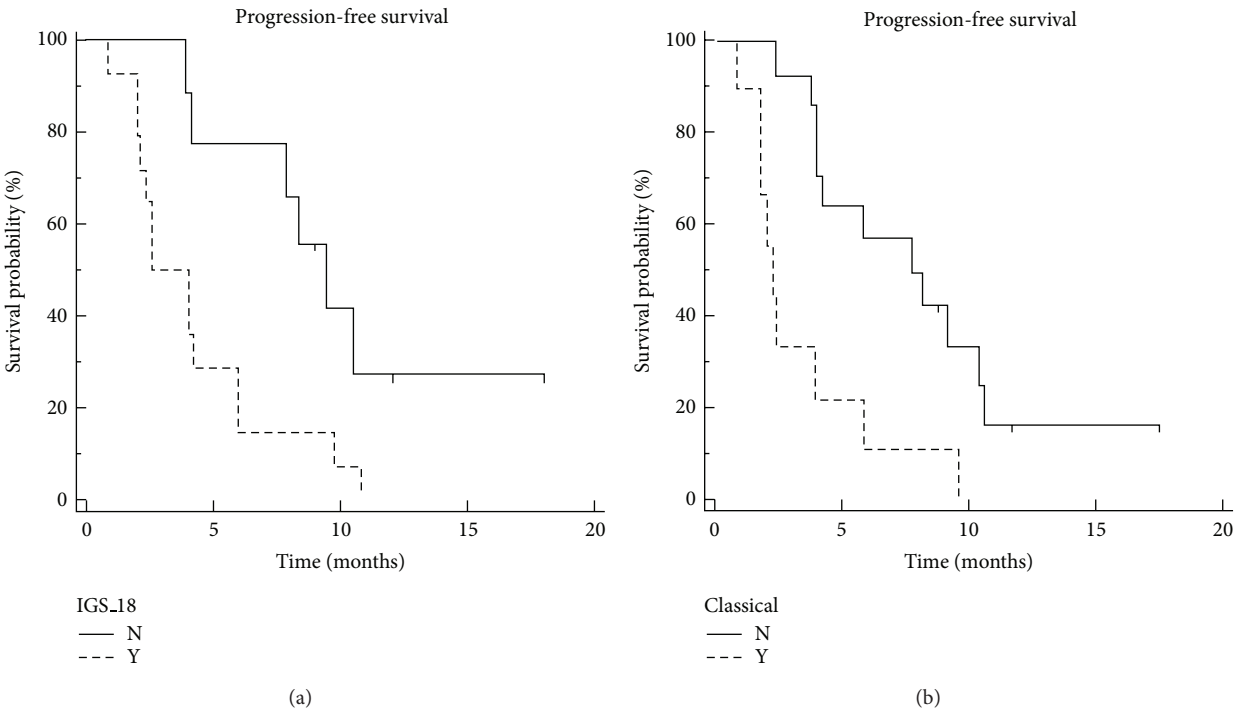 Progression-free survival
100
80
60
40
20
0
Survival probability (%)
0 5 10 15 20
Time (months)
IGS_18
N
Y
(a)
Progression-free survival
100
80
60
40
20
0
Survival probability (%)
0 5 10 15 20
Time (months)
Classical
N
Y
(b)